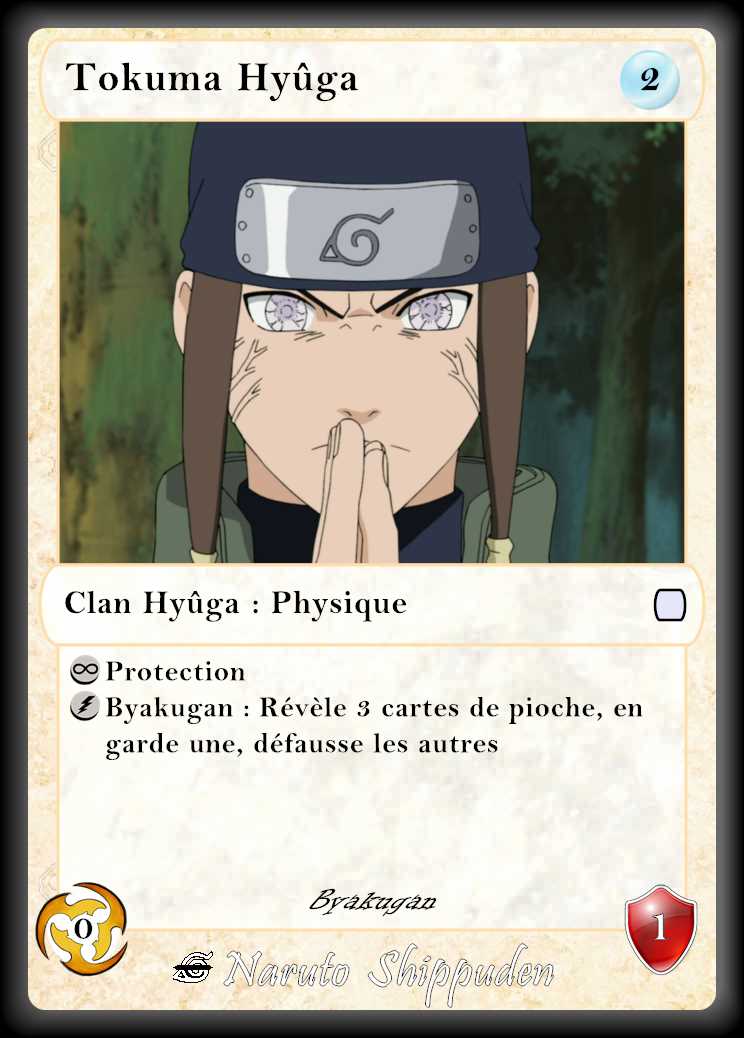 Tokuma Hyûga
2
Clan Hyûga : Physique
Protection
Byakugan : Révèle 3 cartes de pioche, en
garde une, défausse les autres
Byakugan
0
1
Naruto Shippuden